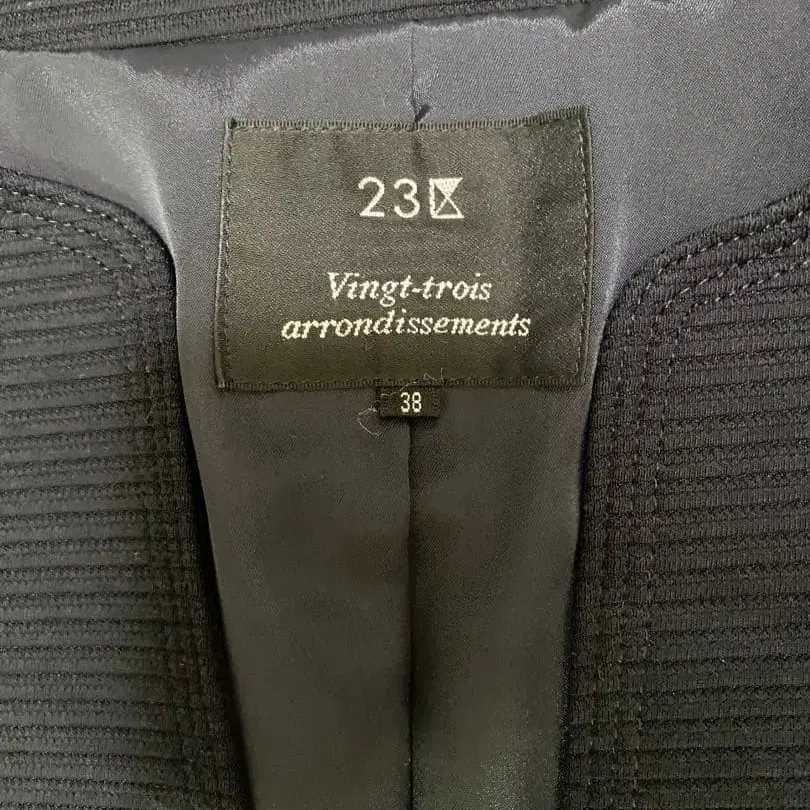 23区
Vingt-trois
arrondissements
38